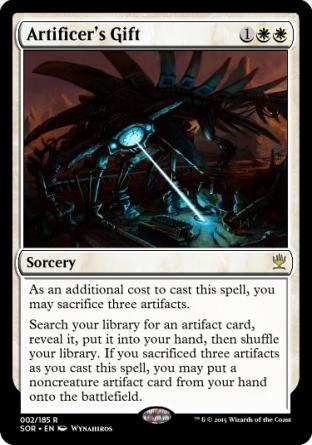 Artificer's Gift 1
Sorcery
As an additional cost to cast this spell, you
may sacrifice three artifacts.
Search your library for an artifact card,
reveal it, put it into your hand, then shuffle
your library. If you sacrificed three artifacts
as you cast this spell, you may put a
noncreature artifact card from your hand
onto the battlefield.
002/185 R
SOR • EN WYNAHIROS
™ & © 2015 Wizards of the Coast